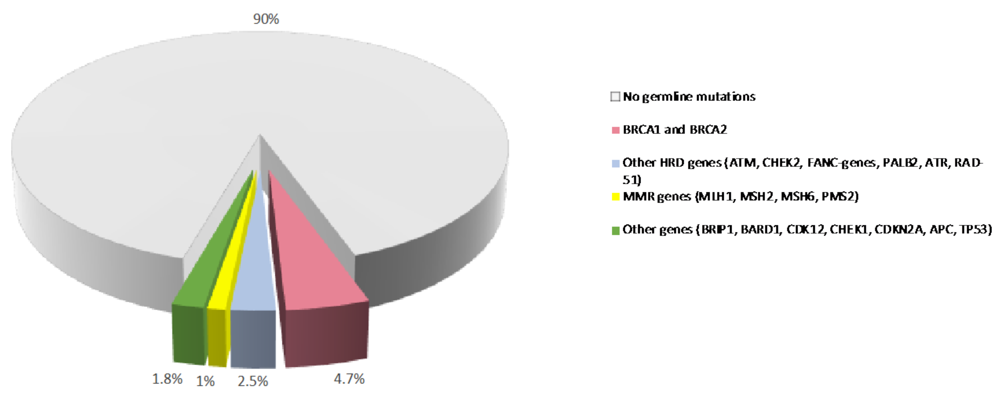 90%
No germline mutations
BRCA1 and BRCA2
Other HRD genes (ATM, CHEK2, FANC-genes, PALB2, ATR, RAD-
51)
MMR genes (MLH1, MSH2, MSH6, PMS2)
Other genes (BRIP1, BARD1, CDK12, CHEK1, CDKN2A, APC, TP53)
1.8% 1% 2.5% 4.7%